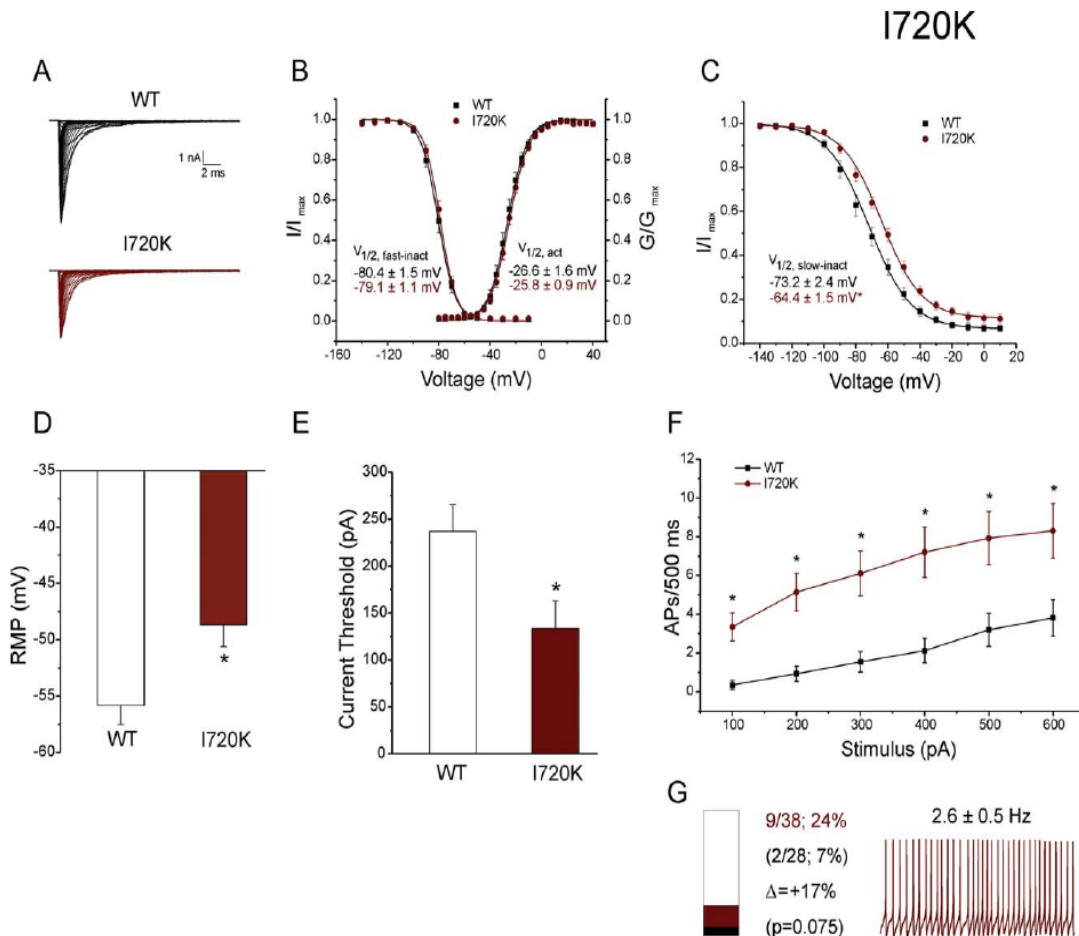 I720K
A
WT
1 nA
2 ms
I720K
B
WT
I720K
I/Imax
1.0
0.8
0.6
0.4
0.2
0.0
V1/2, fast-inact
-80.4 ± 1.5 mV
-79.1 ± 1.1 mV
V1/2, act
-26.6 ± 1.6 mV
-25.8 ± 0.9 mV
G/Gmax
1.0
0.8
0.6
0.4
0.2
0.0
-160 -120 -80 -40 0 40
Voltage (mV)
C
WT
I720K
I/Imax
1.0
0.8
0.6
0.4
0.2
0.0
V1/2, slow-inact
-73.2 ± 2.4 mV
-64.4 ± 1.5 mV*
-140 -120 -100 -80 -60 -40 -20 0 20
Voltage (mV)
D
RMP (mV)
-35
-40
-45
-50
-55
-60
*
WT
I720K
E
Current Threshold (pA)
300
250
200
150
100
50
0
*
WT
I720K
F
WT
I720K
APs/500 ms
12
10
8
6
4
2
0
* * * * * *
100 200 300 400 500 600
Stimulus (pA)
G
9/38; 24%
(2/28; 7%)
Δ=+17%
(p=0.075)
2.6 ± 0.5 Hz